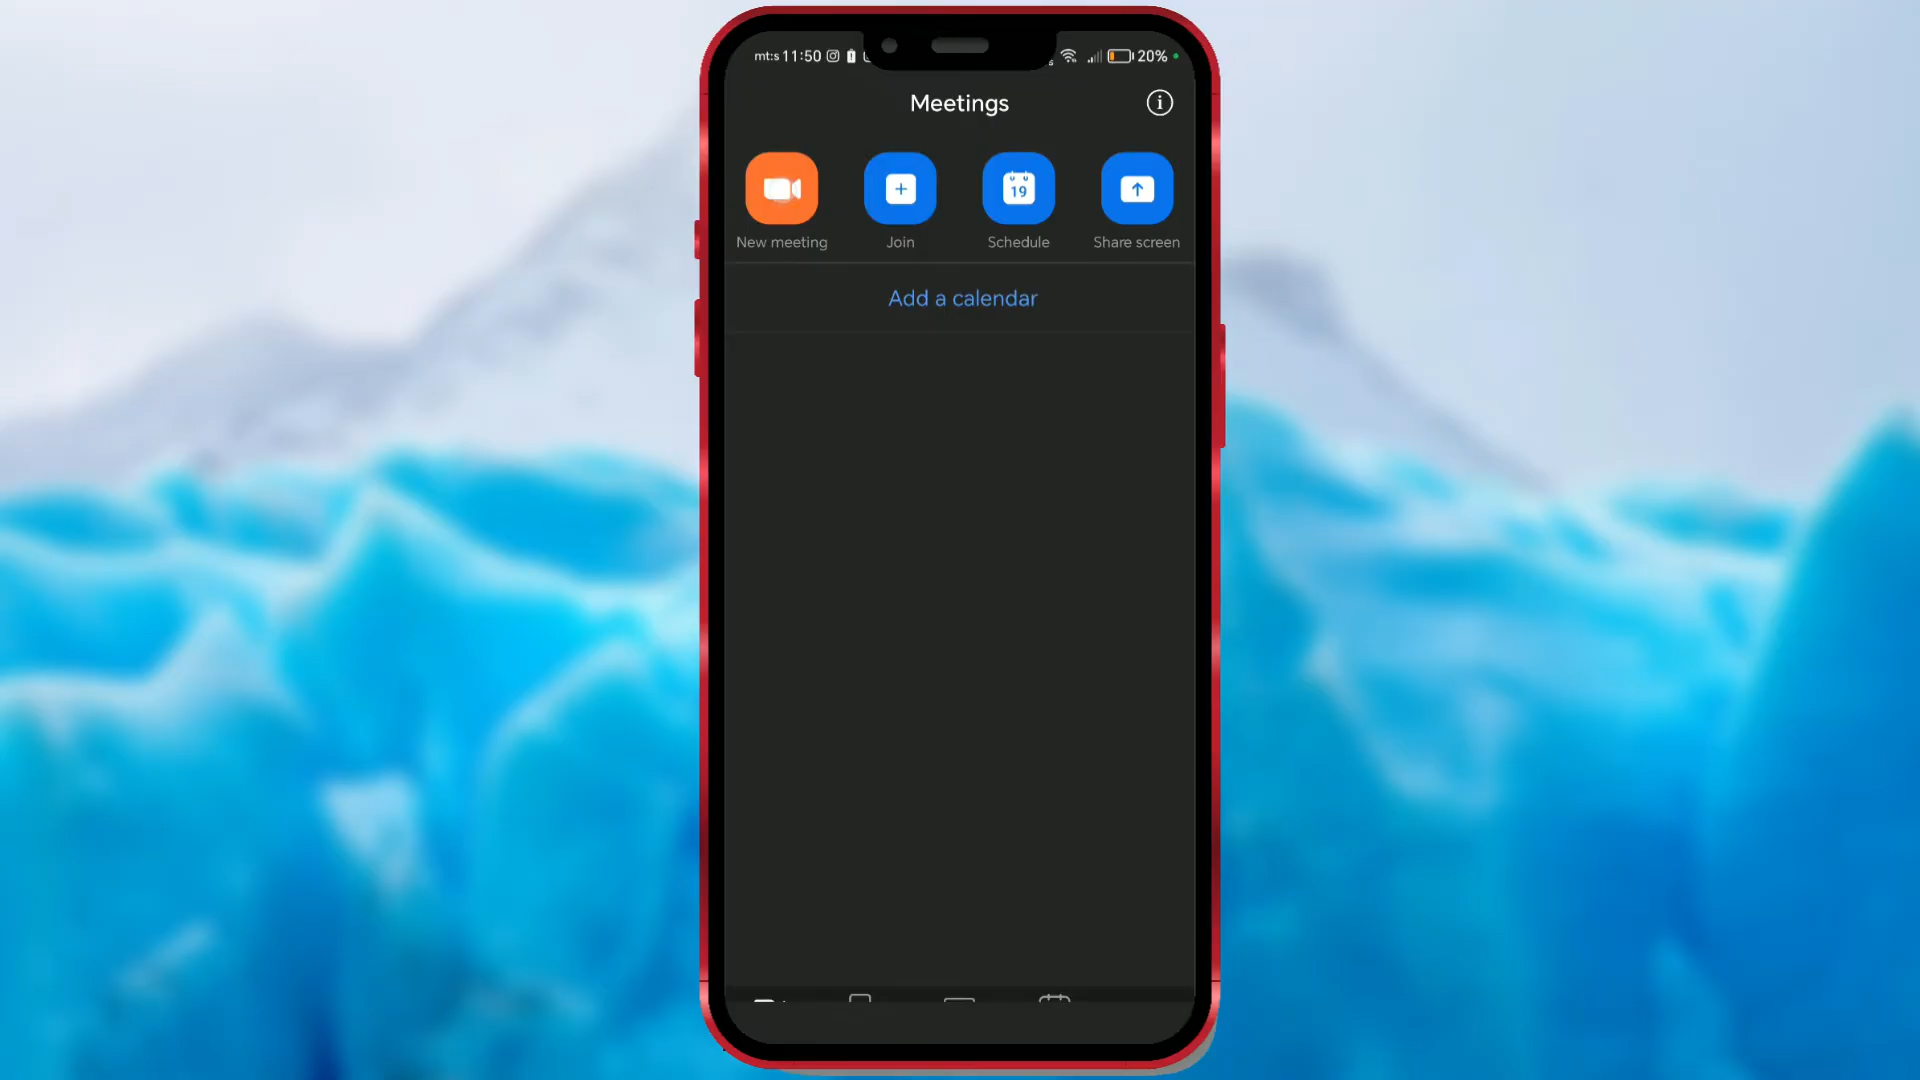 mt:s 11:50 20%
Meetings
19
New meeting Join Schedule Share screen
Add a calendar